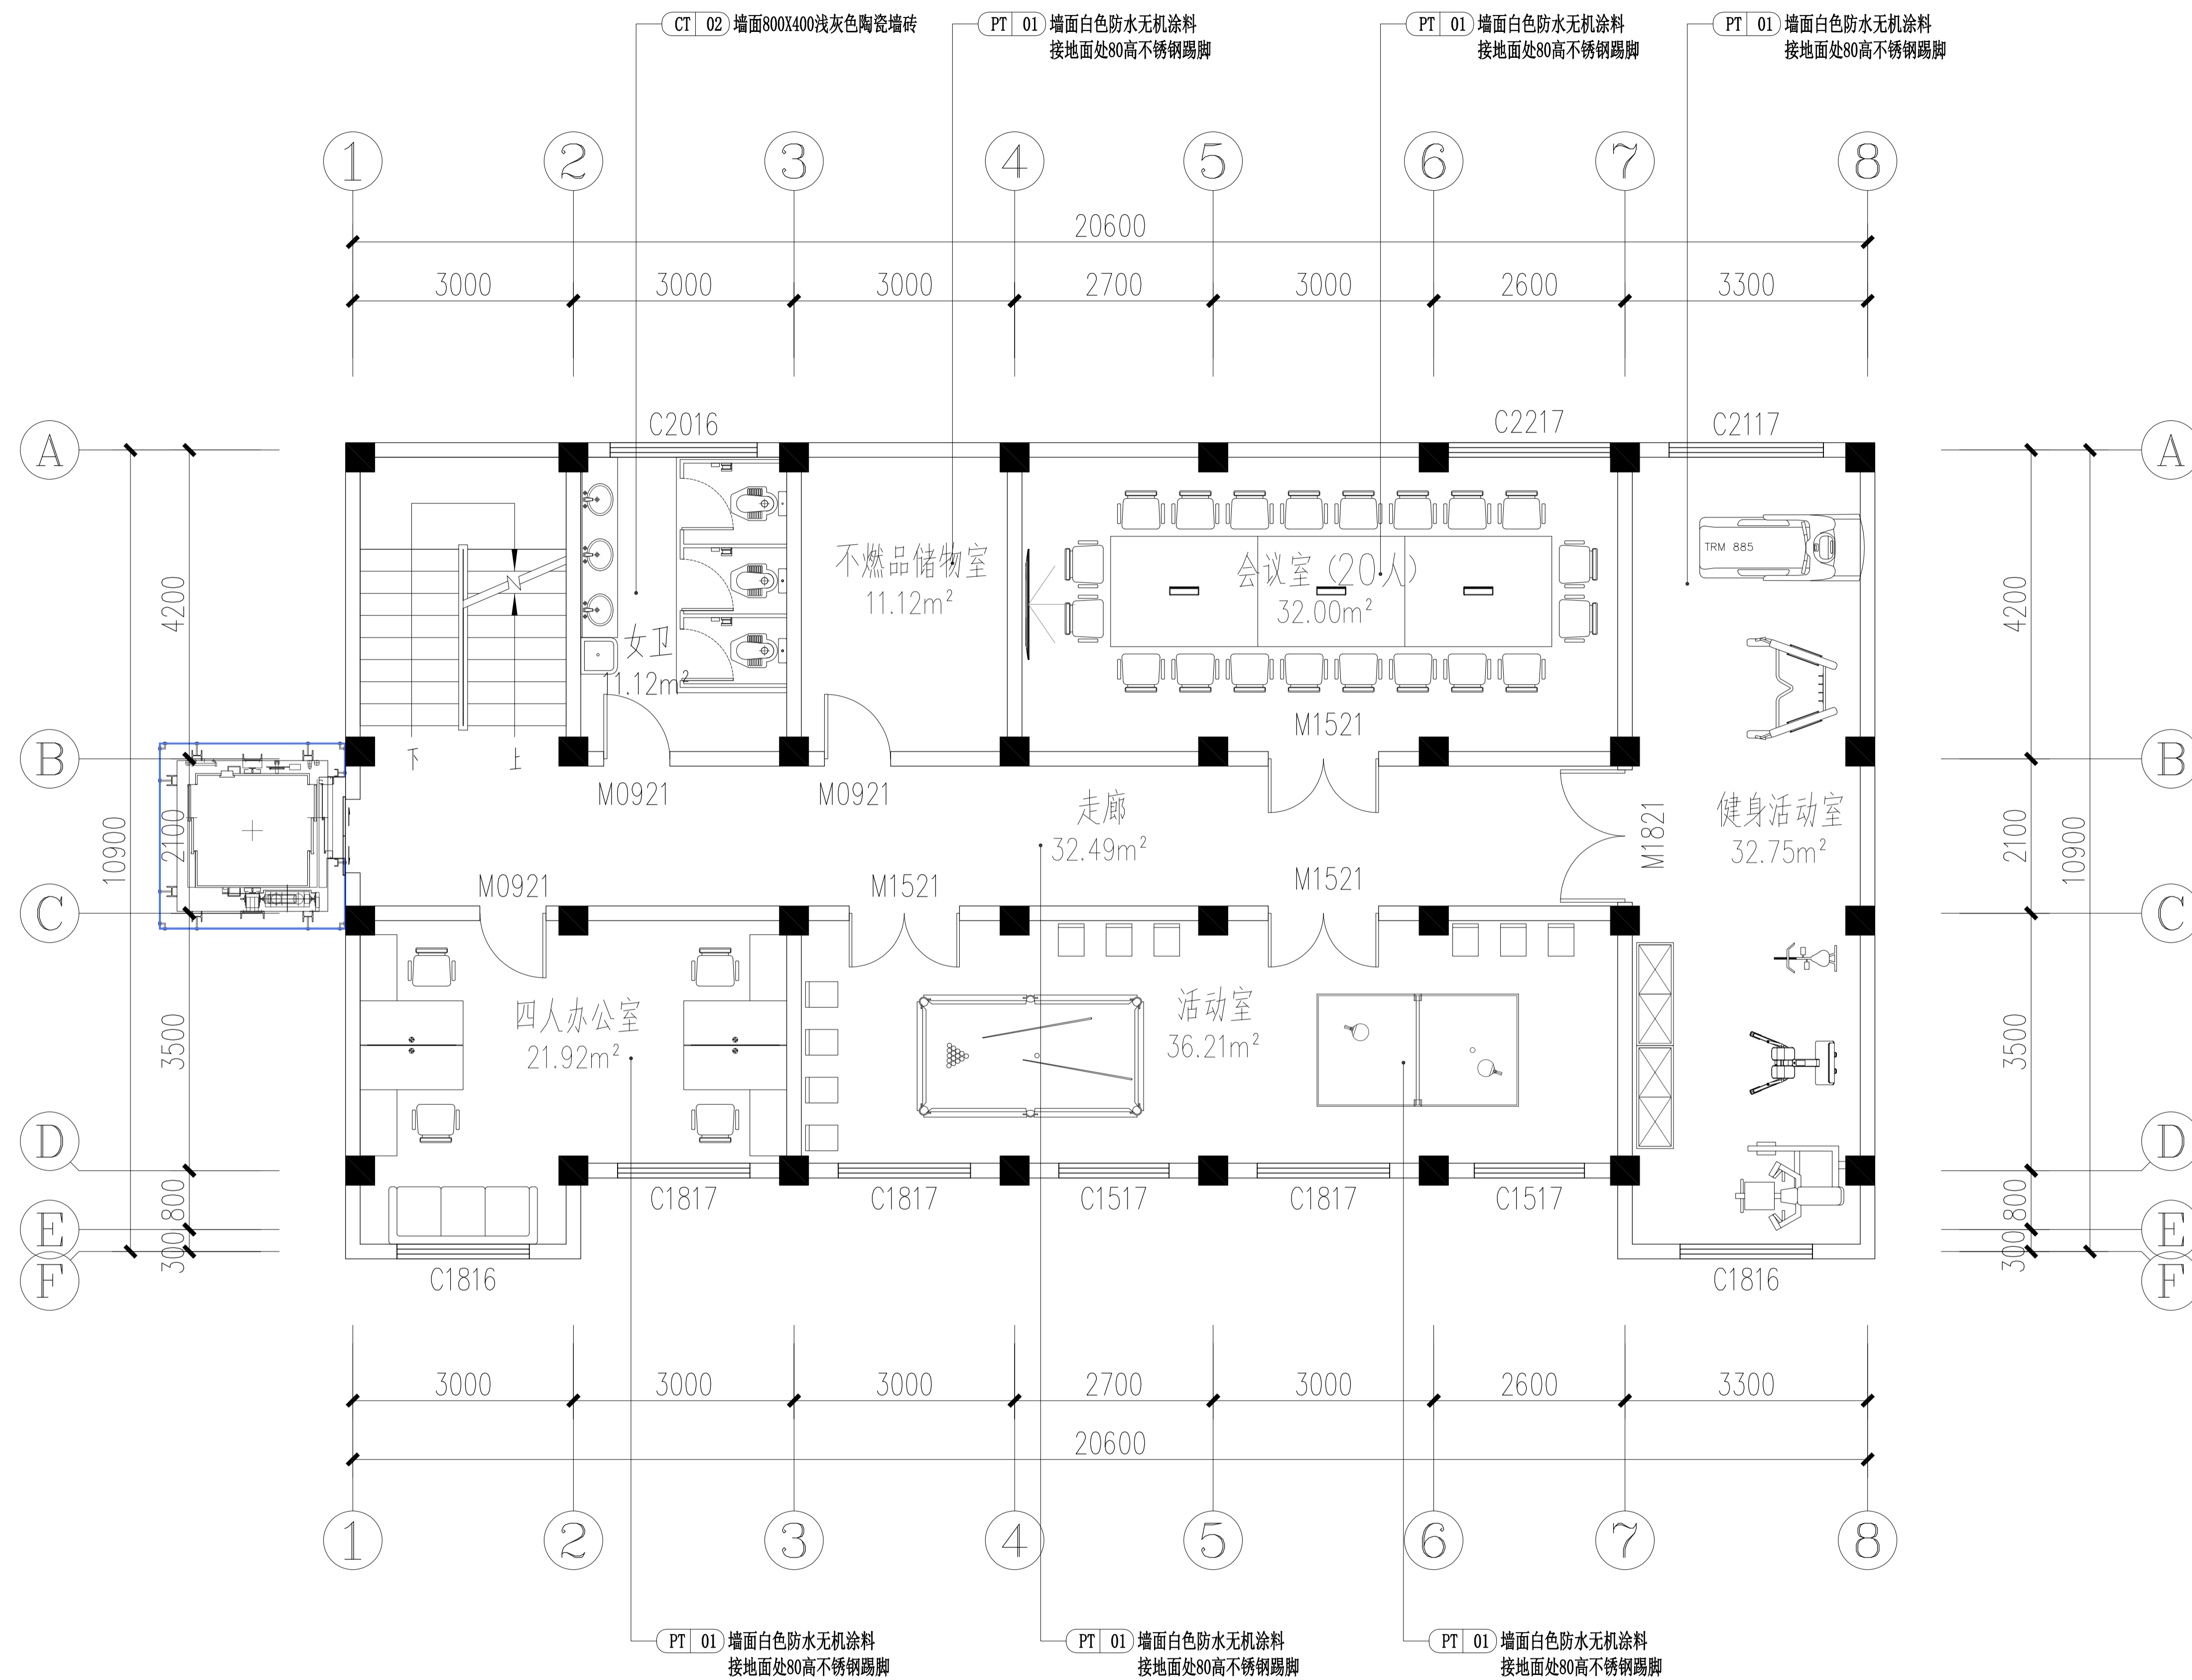 CT 02 墙面800X400浅灰色陶瓷墙砖
PT 01 墙面白色防水无机涂料
接地面处80高不锈钢踢脚
PT 01 墙面白色防水无机涂料
接地面处80高不锈钢踢脚
PT 01 墙面白色防水无机涂料
接地面处80高不锈钢踢脚
1 2 3 4 5 6 7 8
20600
3000 3000 3000 2700 3000 2600 3300
C2016 C2217 C2117
A A
TRM 885
不燃品储物室
11.12m²
会议室(20人)
32.00m²
4200 4200
女卫
11.12m²
M1521
下 上
B B
M0921 M0921
走廊
32.49m²
健身活动室
32.75m²
M1821
10900 2100 2100 10900
M0921 M1521 M1521
C C
四人办公室
21.92m²
活动室
36.21m²
3500 3500
D D
C1817 C1817 C1517 C1817 C1517
800 800
E E
300 300
F F
C1816 C1816
3000 3000 3000 2700 3000 2600 3300
20600
1 2 3 4 5 6 7 8
PT 01 墙面白色防水无机涂料
接地面处80高不锈钢踢脚
PT 01 墙面白色防水无机涂料
接地面处80高不锈钢踢脚
PT 01 墙面白色防水无机涂料
接地面处80高不锈钢踢脚